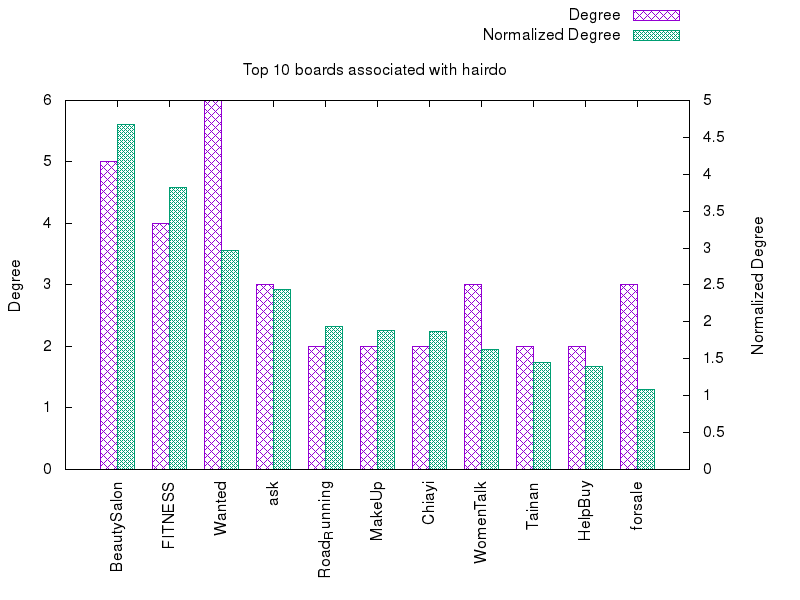 Degree
Normalized Degree
Top 10 boards associated with hairdo
6
5
4
3
2
1
0
5
4.5
4
3.5
3
2.5
2
1.5
1
0.5
0
Degree
Normalized Degree
BeautySalon
FITNESS
Wanted
ask
RoadRunning
MakeUp
Chiayi
WomenTalk
Tainan
HelpBuy
forsale